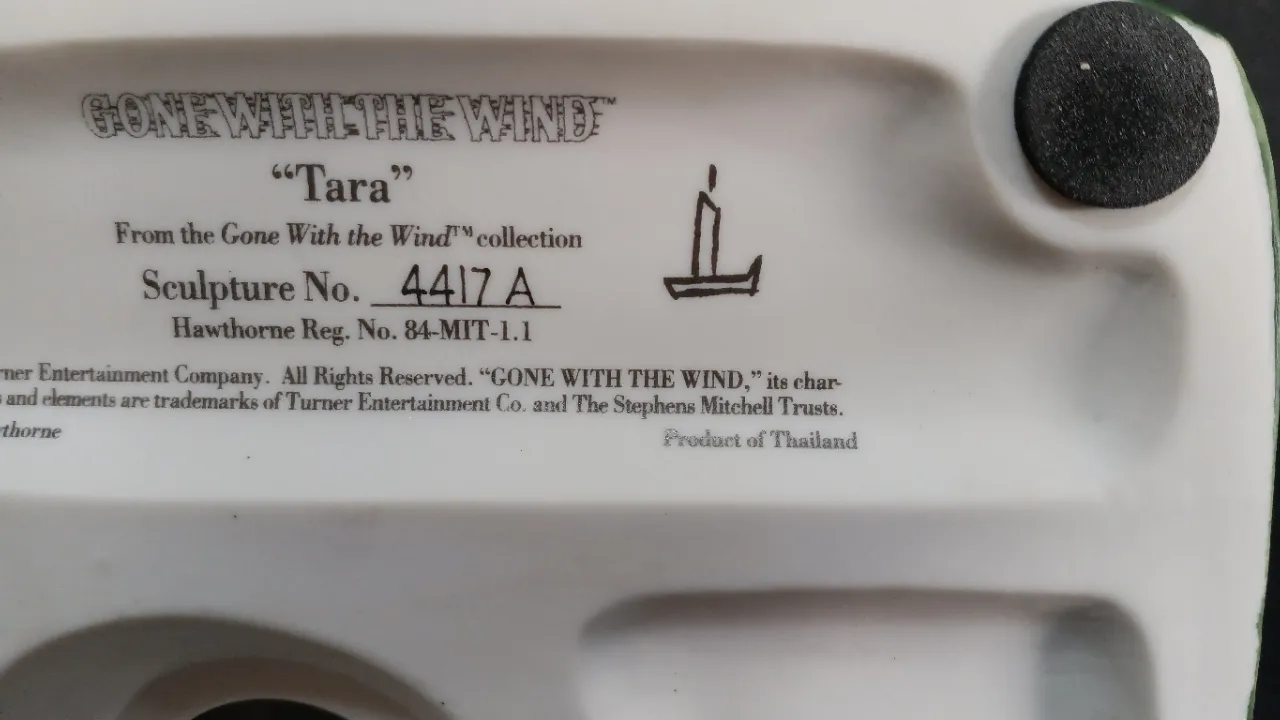 GONE WITH THE WIND™
“Tara”
From the Gone With the Wind™ collection
Sculpture No. 4417 A
Hawthorne Reg. No. 84-MIT-1.1
Entertainment Company. All Rights Reserved. “GONE WITH THE WIND,” its char-
and elements are trademarks of Turner Entertainment Co. and The Stephens Mitchell Trusts.
Product of Thailand